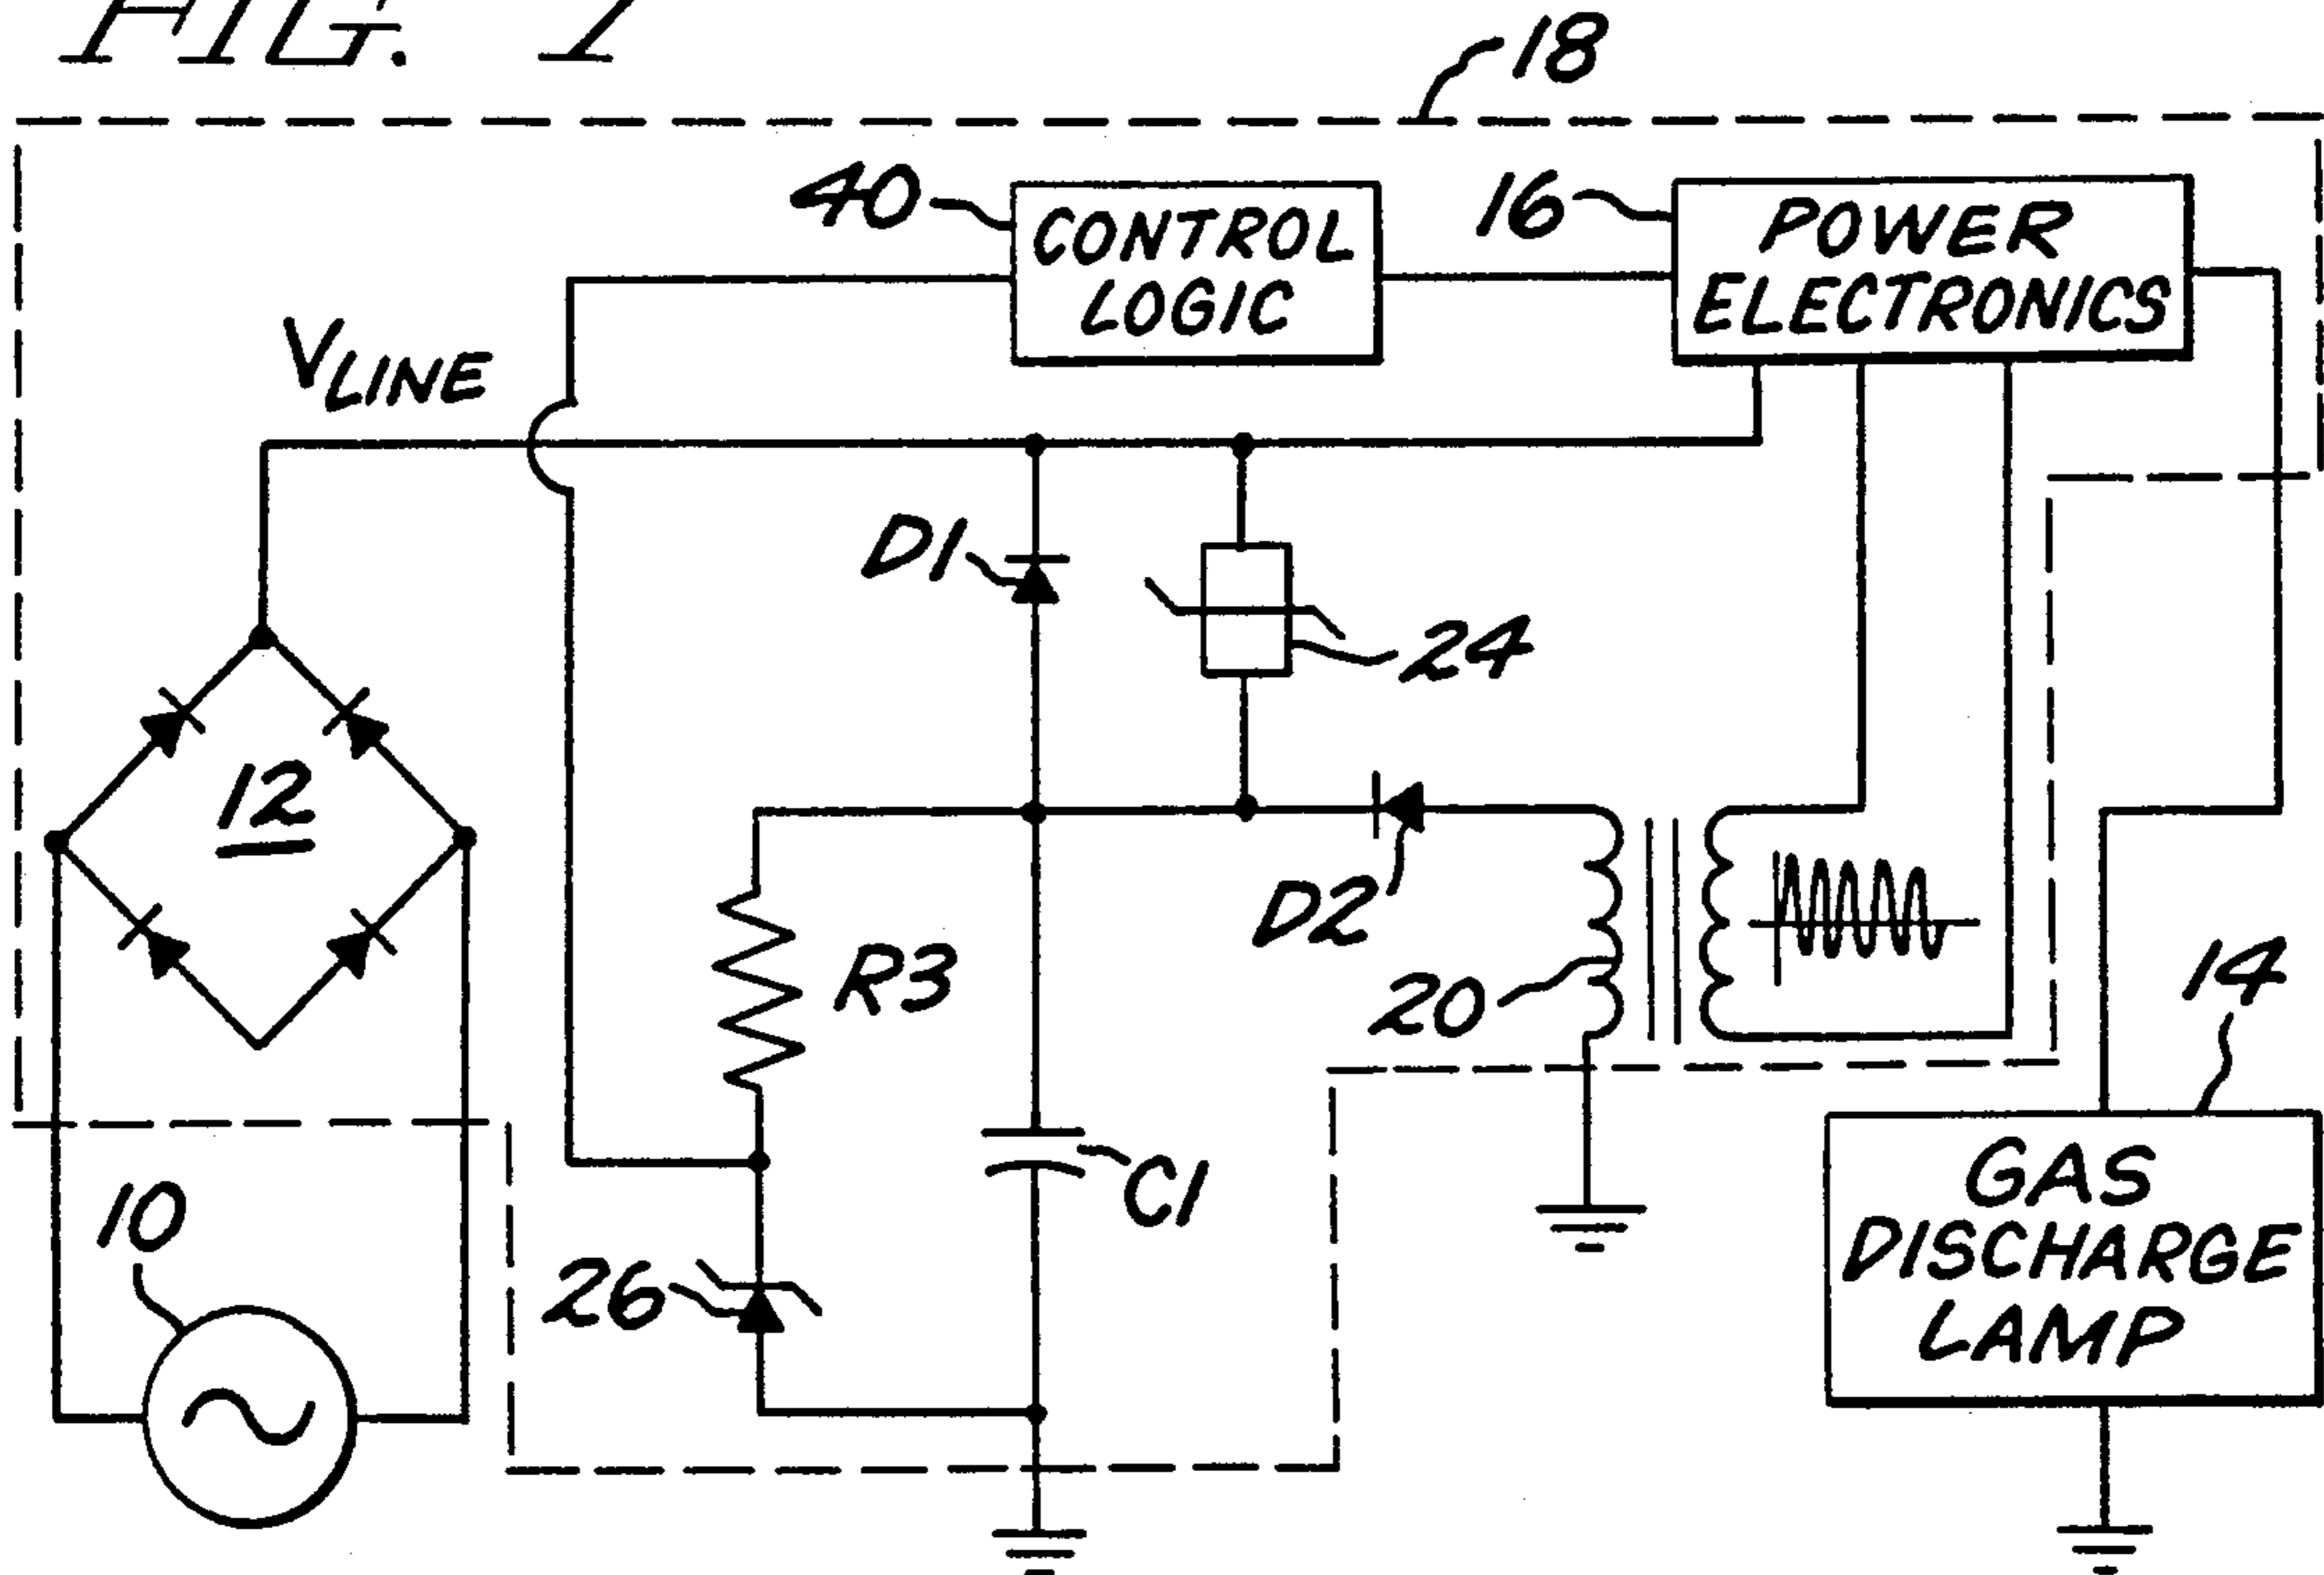 FIG. 1
18
40
CONTROL
LOGIC
16
POWER
ELECTRONICS
VLINE
D1
24
12
D2
R3
20
14
C1
10
26
GAS
DISCHARGE
LAMP